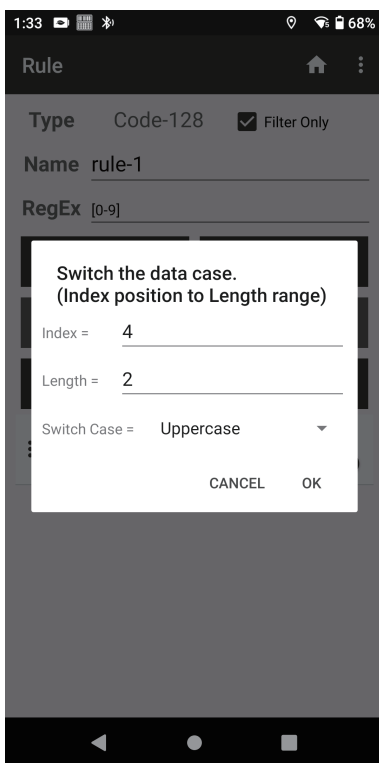 1:33 68%
Rule
Type Code-128 Filter Only
Name rule-1
RegEx [0-9]
Switch the data case.
(Index position to Length range)
Index = 4
Length = 2
Switch Case = Uppercase
CANCEL OK